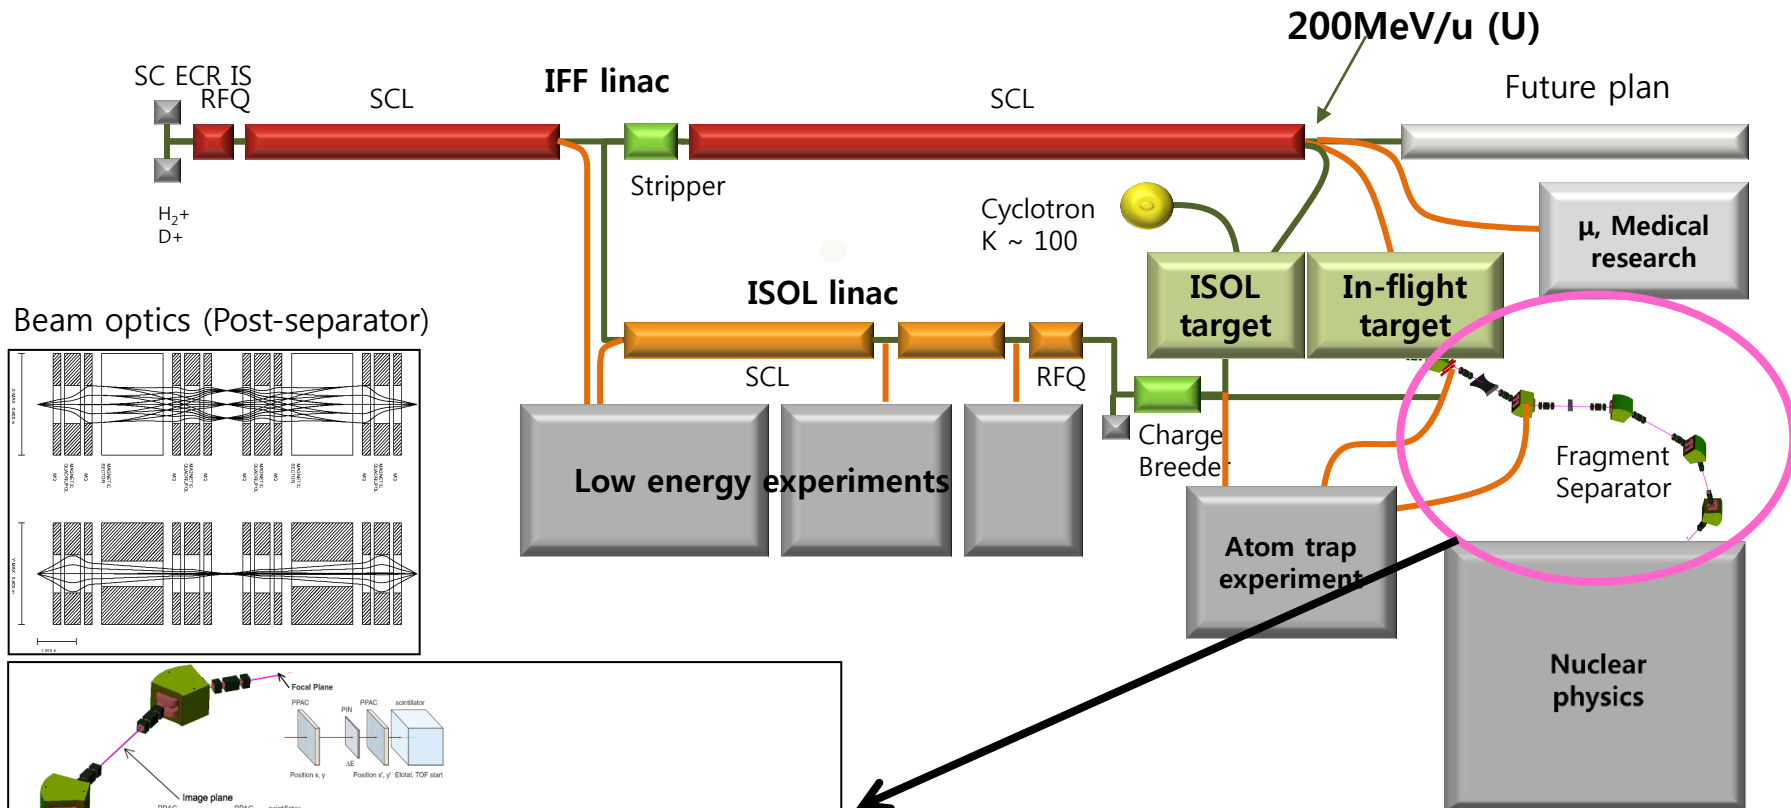 200MeV/u (U)
SC ECR IS
RFQ
SCL
IFF linac
SCL
Future plan
Stripper
H2+
D+
Cyclotron
K ~ 100
μ, Medical
research
ISOL
target
In-flight
target
ISOL linac
Beam optics (Post-separator)
SCL
RFQ
Charge
Breeder
Fragment
Separator
Low energy experiments
Atom trap
experiment
Nuclear
physics
Focal Plane
PPAC
PIN
PPAC
scintillator
Position x, y
ΔE
Position x', y'
Etotal, TOF start
Image plane